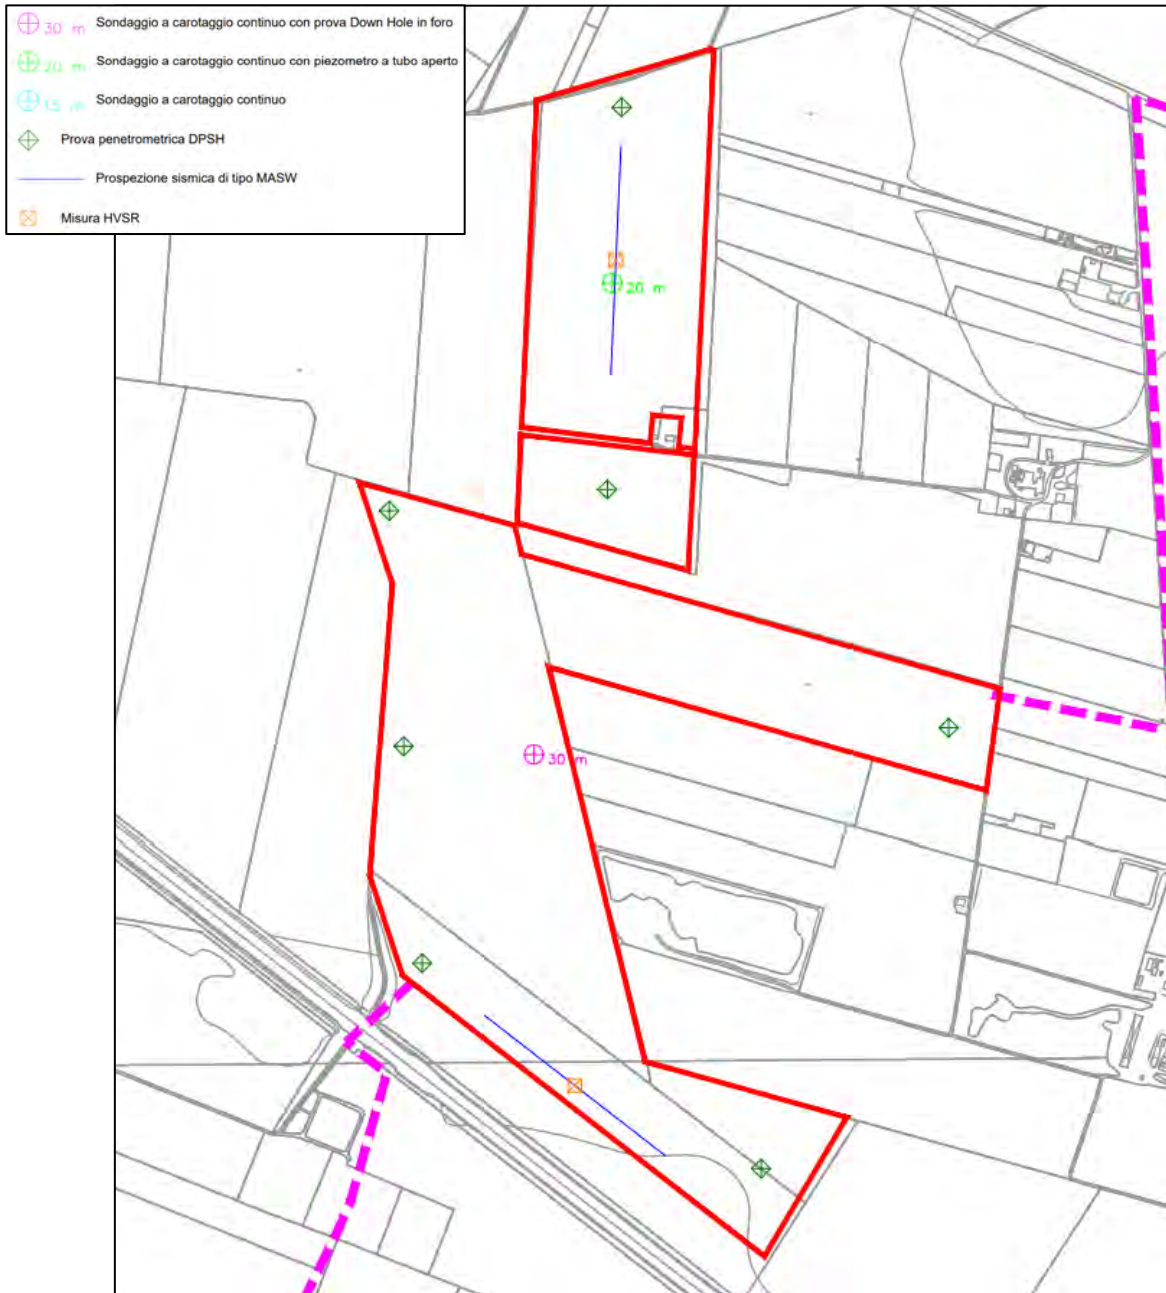 30 m Sondaggio a carotaggio continuo con prova Down Hole in foro
20 m Sondaggio a carotaggio continuo con piezometro a tubo aperto
15 m Sondaggio a carotaggio continuo
Prova penetrometrica DPSH
Prospezione sismica di tipo MASW
Misura HVSR
20 m
30 m